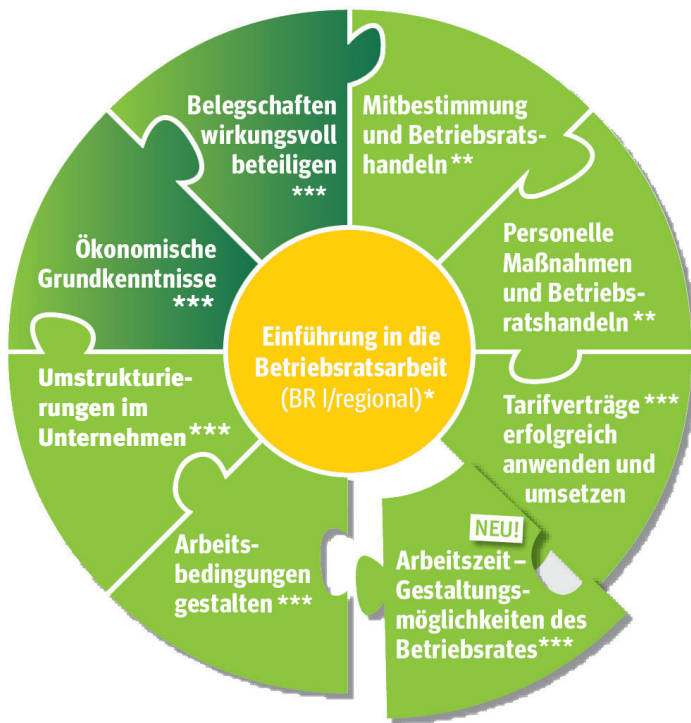 Belegschaften
wirkungsvoll
beteiligen
***
Mitbestimmung
und Betriebsrats-
handeln**
Personelle
Maßnahmen
und Betriebs-
ratshandeln**
Tarifverträge***
erfolgreich
anwenden und
umsetzen
NEU!
Arbeitszeit –
Gestaltungs-
möglichkeiten des
Betriebsrates***
Arbeits-
bedingungen
gestalten***
Umstrukturie-
rungen im
Unternehmen***
Ökonomische
Grundkenntnisse
***
Einführung in die
Betriebsratsarbeit
(BR I/regional)*